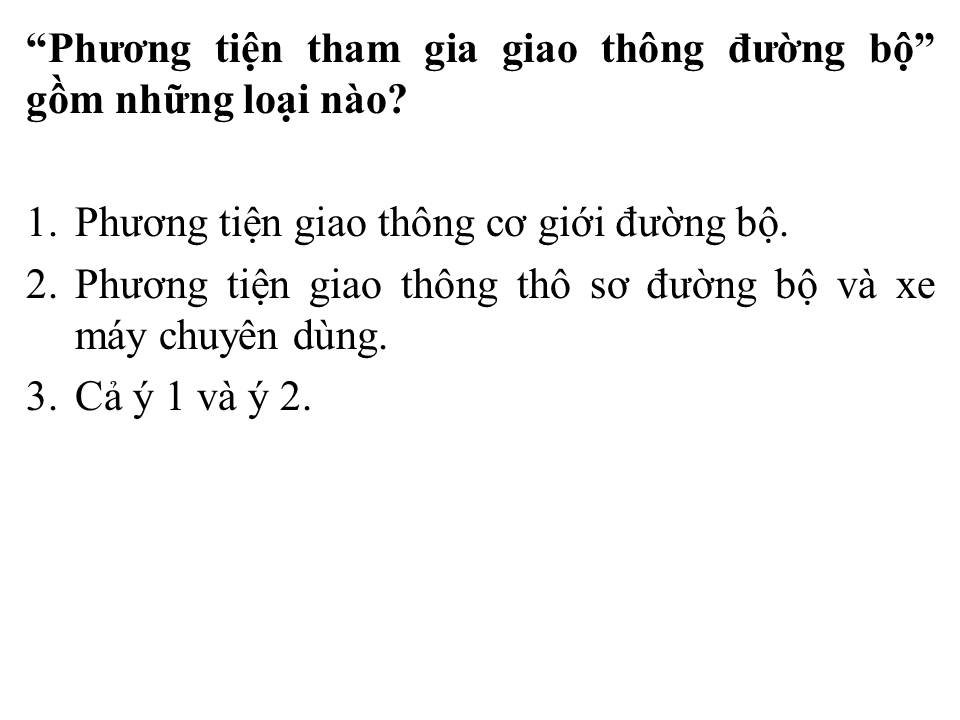 “Phương tiện tham gia giao thông đường bộ”
gồm những loại nào?
1. Phương tiện giao thông cơ giới đường bộ.
2. Phương tiện giao thông thô sơ đường bộ và xe
máy chuyên dùng.
3. Cả ý 1 và ý 2.